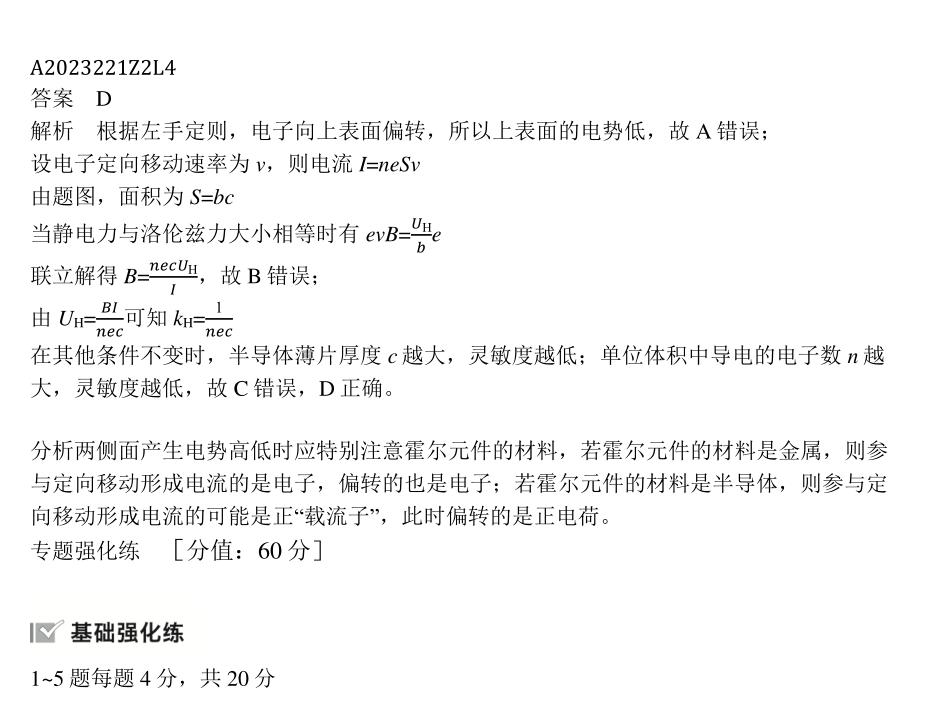 A2023221Z2L4
答案 D
解析 根据左手定则，电子向上表面偏转，所以上表面的电势低，故 A 错误；
设电子定向移动速率为 v，则电流 I=neSv
由题图，面积为 S=bc
当静电力与洛伦兹力大小相等时有 evB=\frac{U_H}{b}e
联立解得 B=\frac{necU_H}{I}，故 B 错误；
由 U_H=\frac{BI}{nec}可知 k_H=\frac{1}{nec}
在其他条件不变时，半导体薄片厚度 c 越大，灵敏度越低；单位体积中导电的电子数 n 越
大，灵敏度越低，故 C 错误，D 正确。
分析两侧面产生电势高低时应特别注意霍尔元件的材料，若霍尔元件的材料是金属，则参
与定向移动形成电流的是电子，偏转的也是电子；若霍尔元件的材料是半导体，则参与定
向移动形成电流的可能是正“载流子”，此时偏转的是正电荷。
专题强化练 ［分值：60 分］
基础强化练
1~5 题每题 4 分，共 20 分